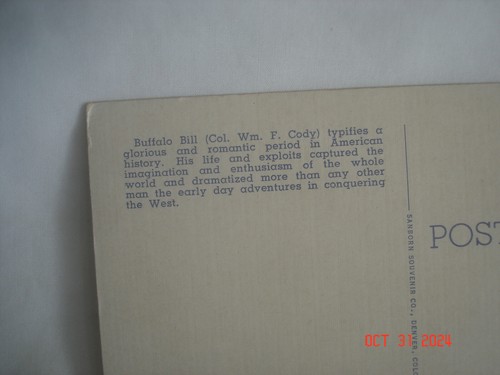 Buffalo Bill (Col. Wm. F. Cody) typifies a
glorious and romantic period in American
history. His life and exploits captured the
imagination and enthusiasm of the whole
world and dramatized more than any other
man the early day adventures in conquering
the West.
SANBORN SOUVENIR CO., DENVER, COLO
POST
OCT 31 2024